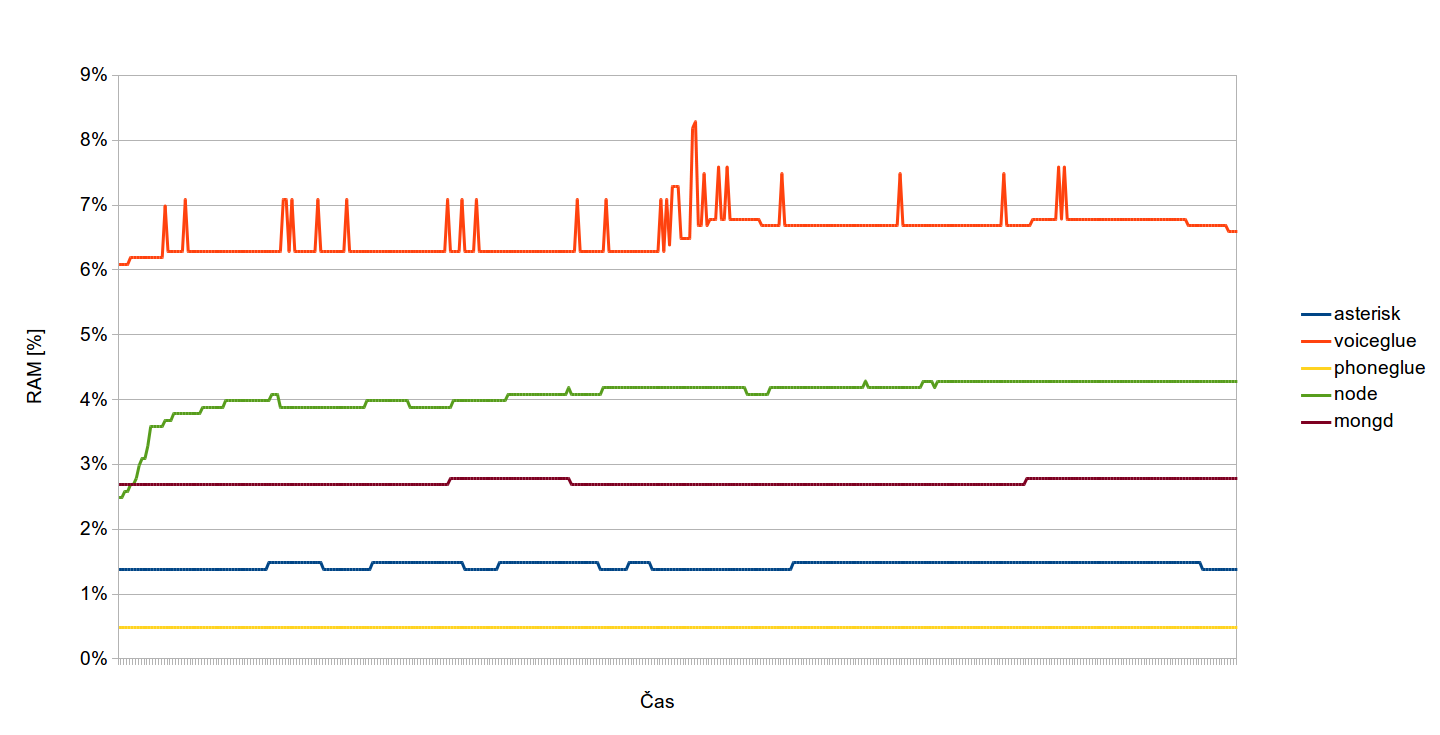 9%
8%
7%
6%
5%
4%
3%
2%
1%
0%
RAM [%]
Čas
asterisk
voiceglue
phoneglue
node
mongd